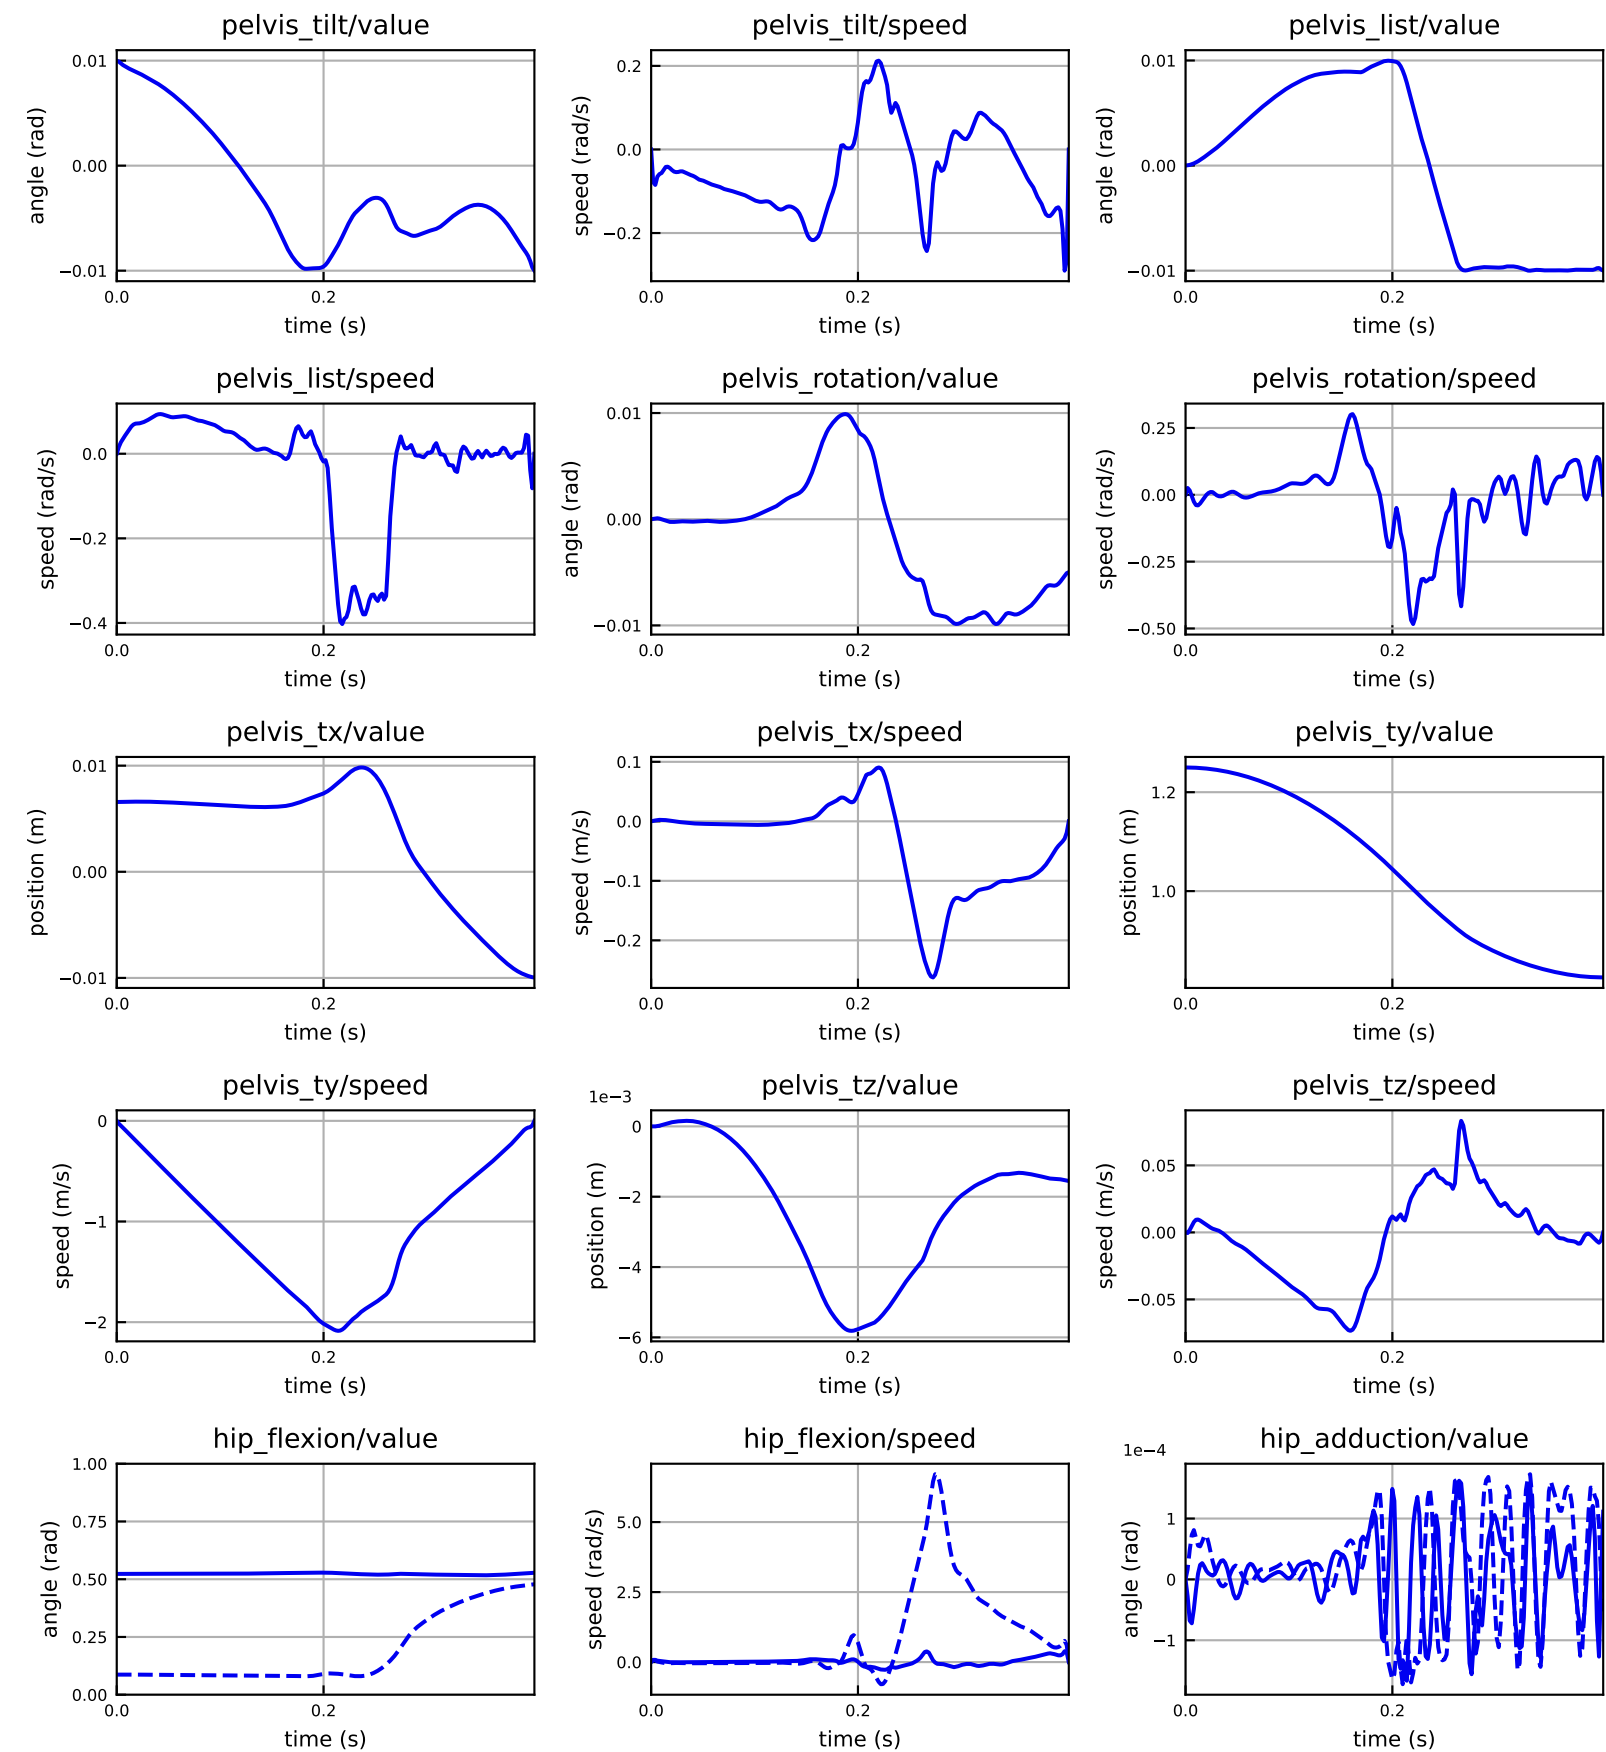 pelvis_tilt/value
angle (rad)
0.01
0.00
−0.01
0.0
0.2
time (s)
pelvis_tilt/speed
speed (rad/s)
0.2
0.0
−0.2
0.0
0.2
time (s)
pelvis_list/value
angle (rad)
0.01
0.00
−0.01
0.0
0.2
time (s)
pelvis_list/speed
speed (rad/s)
0.0
−0.2
−0.4
0.0
0.2
time (s)
pelvis_rotation/value
angle (rad)
0.01
0.00
−0.01
0.0
0.2
time (s)
pelvis_rotation/speed
speed (rad/s)
0.25
0.00
−0.25
−0.50
0.0
0.2
time (s)
pelvis_tx/value
position (m)
0.01
0.00
−0.01
0.0
0.2
time (s)
pelvis_tx/speed
speed (m/s)
0.1
0.0
−0.1
−0.2
0.0
0.2
time (s)
pelvis_ty/value
position (m)
1.2
1.0
0.0
0.2
time (s)
pelvis_ty/speed
speed (m/s)
0
−1
−2
0.0
0.2
time (s)
pelvis_tz/value
1e−3
position (m)
0
−2
−4
−6
0.0
0.2
time (s)
pelvis_tz/speed
speed (m/s)
0.05
0.00
−0.05
0.0
0.2
time (s)
hip_flexion/value
angle (rad)
1.00
0.75
0.50
0.25
0.00
0.0
0.2
time (s)
hip_flexion/speed
speed (rad/s)
5.0
2.5
0.0
0.0
0.2
time (s)
hip_adduction/value
1e−4
angle (rad)
1
0
−1
0.0
0.2
time (s)